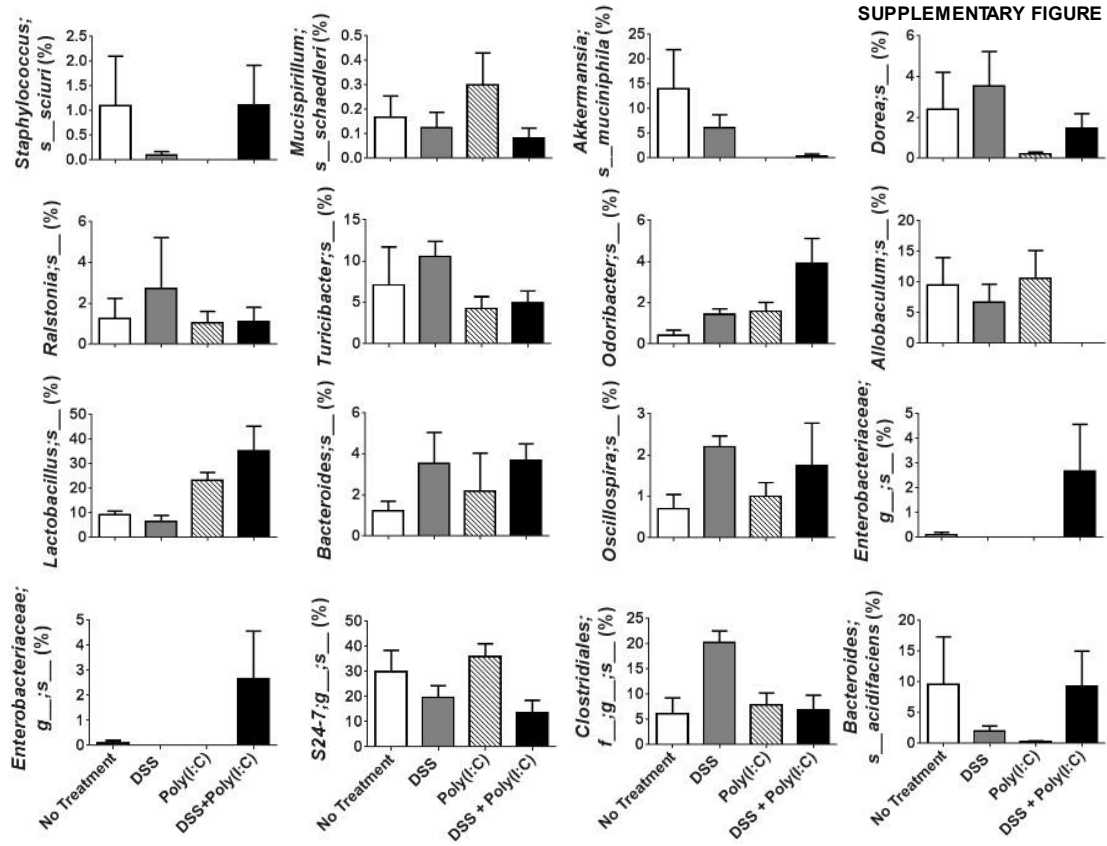 SUPPLEMENTARY FIGURE
Staphylococcus;
s__sciuri (%)
2.5
2.0
1.5
1.0
0.5
0.0
Mucispirillum;
s__schaedleri (%)
0.5
0.4
0.3
0.2
0.1
0.0
Akkermansia;
s__muciniphila (%)
25
20
15
10
5
0
Dorea;s__ (%)
6
4
2
0
Ralstonia;s__ (%)
6
4
2
0
Turicibacter;s__ (%)
15
10
5
0
Odoribacter;s__ (%)
6
4
2
0
Allobaculum;s__ (%)
20
15
10
5
0
Lactobacillus;s__ (%)
50
40
30
20
10
0
Bacteroides;s__ (%)
6
4
2
0
Oscillospira;s__ (%)
3
2
1
0
Enterobacteriaceae;
g__;s__ (%)
5
4
3
2
1
0
Enterobacteriaceae;
g__;s__ (%)
5
4
3
2
1
0
No Treatment
DSS
Poly(I:C)
DSS+Poly(I:C)
S24-7;g__;s__ (%)
50
40
30
20
10
0
No Treatment
DSS
Poly(I:C)
DSS + Poly(I:C)
Clostridiales;
f__;g__;s__ (%)
25
20
15
10
5
0
No Treatment
DSS
Poly(I:C)
DSS + Poly(I:C)
Bacteroides;
s__acidifaciens (%)
20
15
10
5
0
No Treatment
DSS
Poly(I:C)
DSS + Poly(I:C)